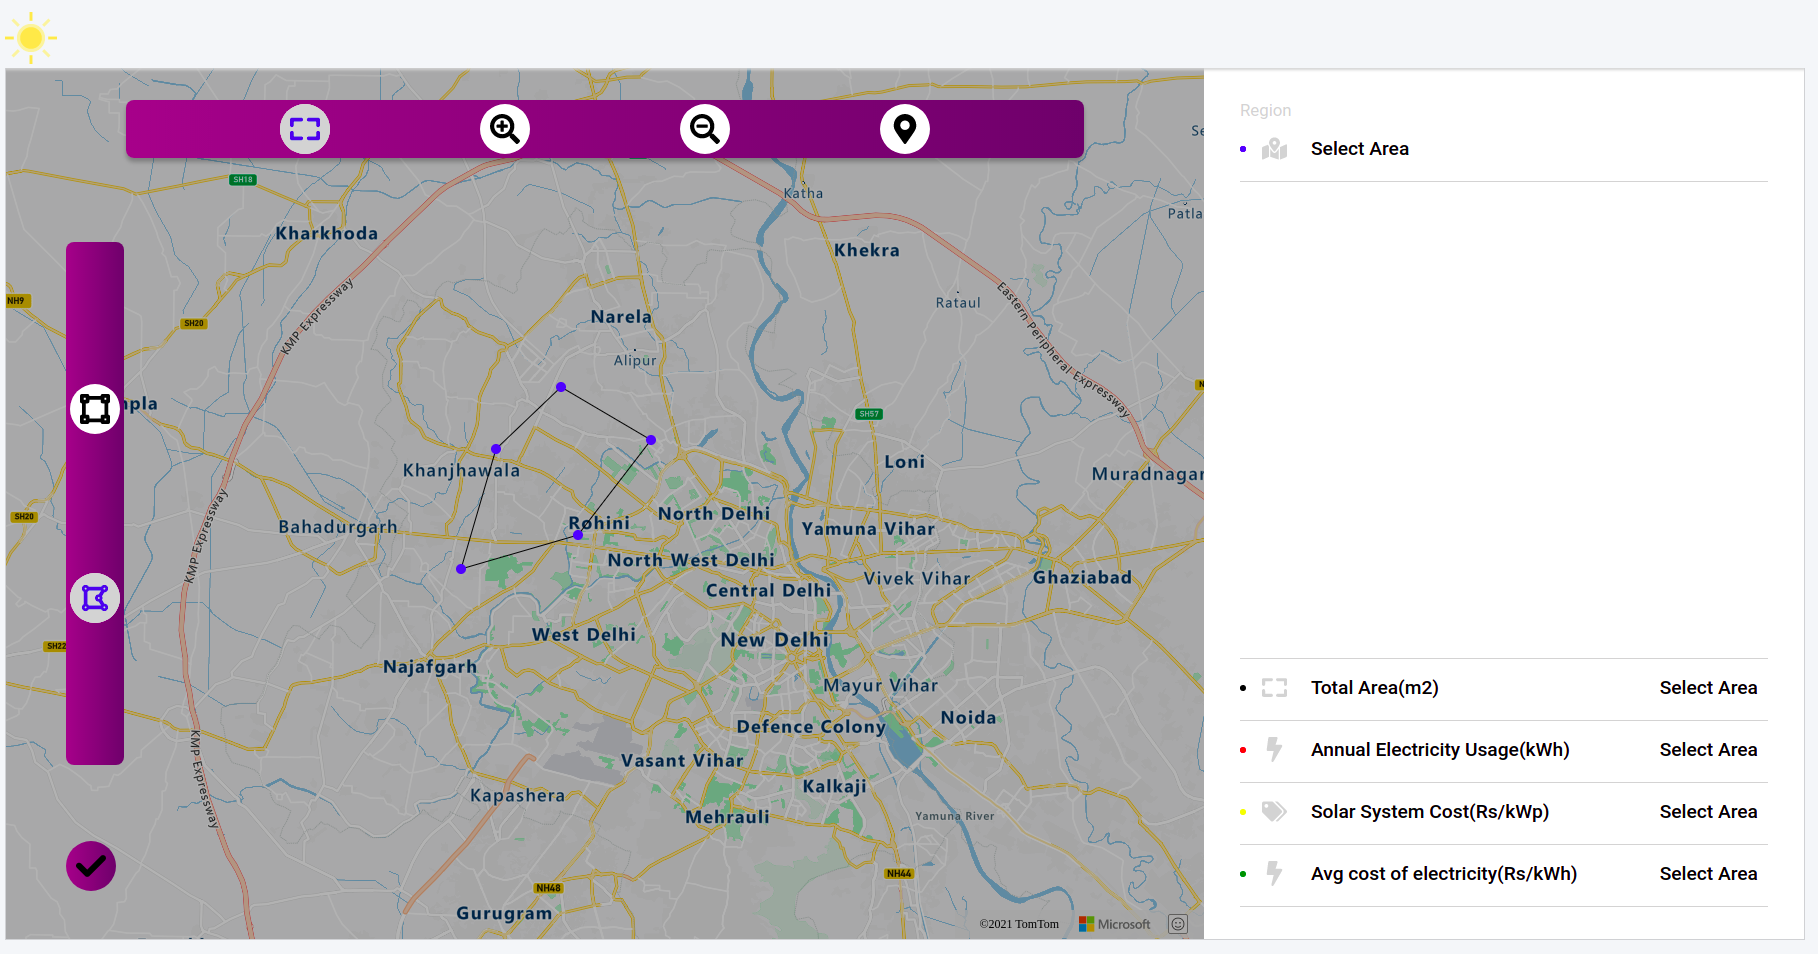 SH18
Katha
Kharkhoda
Khekra
NH9
KMP Expressway
Rataul
Eastern Peripheral Expressway
SH20
Narela
Alipur
SH57
Khanjhawala
Loni
Muradnagar
SH20
KMP Expressway
Bahadurgarh
Rohini
North Delhi
Yamuna Vihar
North West Delhi
Vivek Vihar
Ghaziabad
Central Delhi
West Delhi
New Delhi
SH22
Najafgarh
Mayur Vihar
Noida
Defence Colony
KMP Expressway
Vasant Vihar
Kalkaji
Kapashera
Mehrauli
Yamuna River
NH44
NH48
Gurugram
©2021 TomTom
Microsoft
Region
Select Area
Total Area(m2) Select Area
Annual Electricity Usage(kWh) Select Area
Solar System Cost(Rs/kWp) Select Area
Avg cost of electricity(Rs/kWh) Select Area